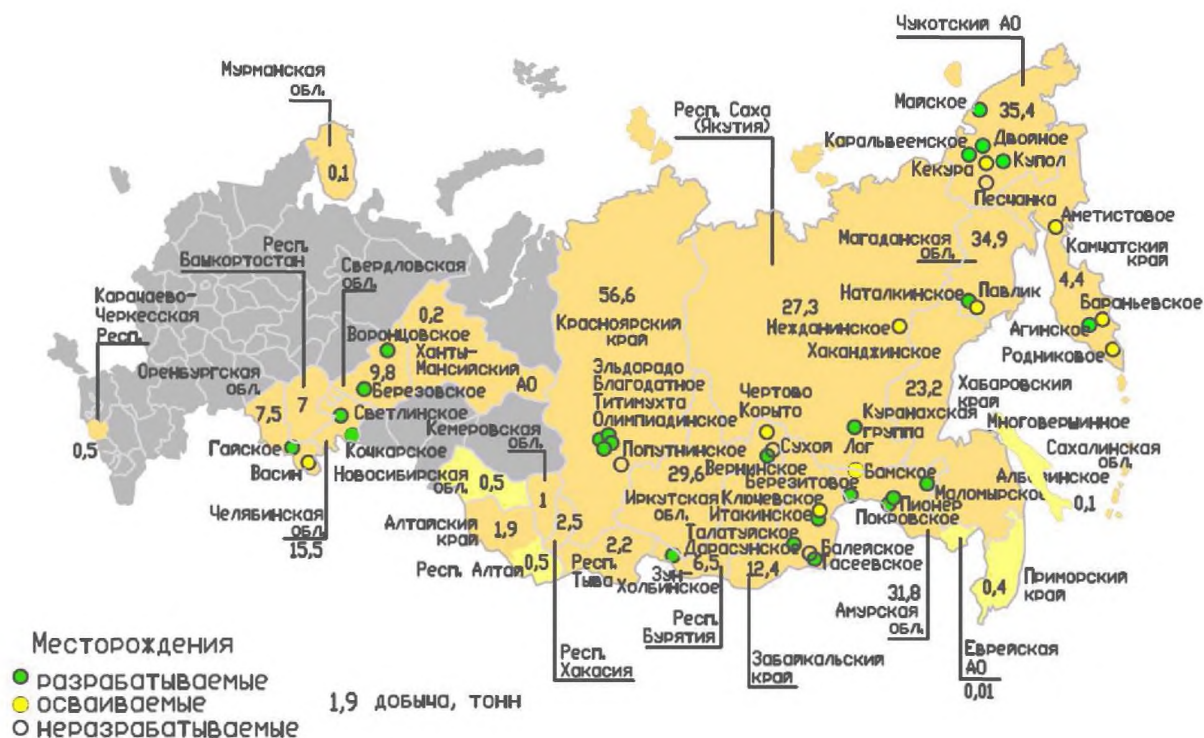 Чукотский АО
Мурманская
обл.
Майское
35,4
Респ. Саха
(Якутия)
Каральвеемское
Двойное
Кекура
Купол
0,1
Песчанка
Аметистовое
Магаданская
обл.
34,9
Камчатский
край
4,4
Респ.
Башкортостан
Свердловская
обл.
Карачаево-
Черкесская
Респ.
56,6
27,3
Наталкинское
Павлик
Бараньевское
0,2
Красноярский
край
Нежданинское
Агинское
Воронцовское
Хаканджинское
Родниковое
Ханты-
Мансийский
АО
Оренбургская
обл.
9,8
Эльдорадо
Благодатное
Титимухта
Олимпиадинское
23,2
Хабаровский
край
Березовское
Чертово
Корыто
7,5
7
Светлинское
Куранахская
группа
Многовершинное
Кемеровская
обл.
Сухой
Лог
Сахалинская
обл.
0,5
Гайское
Кочкарское
Попутнинское
Вернинское
Бамское
Васин
Новосибирская
обл.
0,5
29,6
Березитовое
Маломырское
Албазинское
0,1
Челябинская
обл.
15,5
1
Иркутская
обл.
Ключевское
Итакинское
Пионер
Покровское
Алтайский
край
1,9
2,5
Талатуйское
Дарасунское
Балейское
Тасеевское
Респ. Алтай
0,5
2,2
Респ.
Тыва
Зун-
Холбинское
6,5
12,4
0,4
Приморский
край
31,8
Амурская
обл.
Респ.
Бурятия
Респ.
Хакасия
Забайкальский
край
Еврейская
АО
0,01
Месторождения
разрабатываемые
осваиваемые
неразрабатываемые
1,9 добыча, тонн